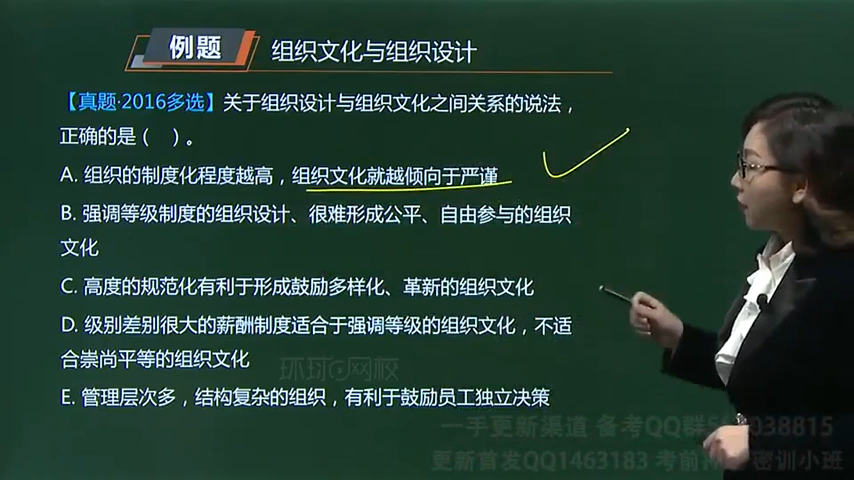 例题
组织文化与组织设计
【真题·2016多选】关于组织设计与组织文化之间关系的说法，
正确的是（ ）。
A. 组织的制度化程度越高，组织文化就越倾向于严谨
B. 强调等级制度的组织设计、很难形成公平、自由参与的组织
文化
C. 高度的规范化有利于形成鼓励多样化、革新的组织文化
D. 级别差别很大的薪酬制度适合于强调等级的组织文化，不适
合崇尚平等的组织文化
环球网校
E. 管理层次多，结构复杂的组织，有利于鼓励员工独立决策
一手更新渠道 备考QQ群 038815
更新首发QQ1463183 考前 密训小班